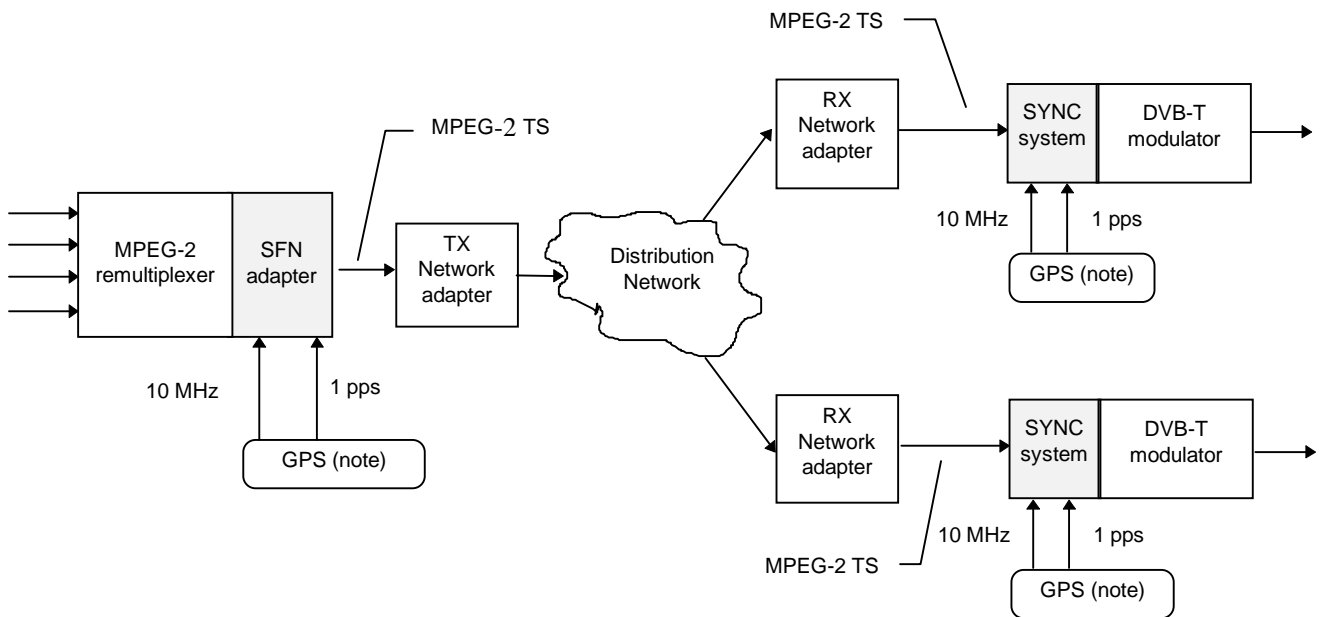 MPEG-2 TS
RX
Network
adapter
SYNC
system
DVB-T
modulator
MPEG-2 TS
10 MHz
1 pps
GPS (note)
MPEG-2
remultiplexer
SFN
adapter
TX
Network
adapter
Distribution
Network
10 MHz
1 pps
GPS (note)
RX
Network
adapter
SYNC
system
DVB-T
modulator
MPEG-2 TS
10 MHz
1 pps
GPS (note)